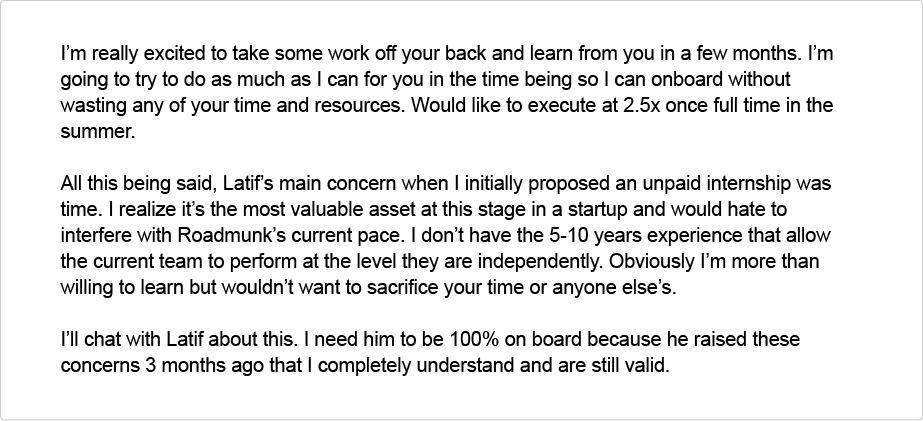 I’m really excited to take some work off your back and learn from you in a few months. I’m
going to try to do as much as I can for you in the time being so I can onboard without
wasting any of your time and resources. Would like to execute at 2.5x once full time in the
summer.
All this being said, Latif’s main concern when I initially proposed an unpaid internship was
time. I realize it’s the most valuable asset at this stage in a startup and would hate to
interfere with Roadmunk’s current pace. I don’t have the 5-10 years experience that allow
the current team to perform at the level they are independently. Obviously I’m more than
willing to learn but wouldn’t want to sacrifice your time or anyone else’s.
I’ll chat with Latif about this. I need him to be 100% on board because he raised these
concerns 3 months ago that I completely understand and are still valid.